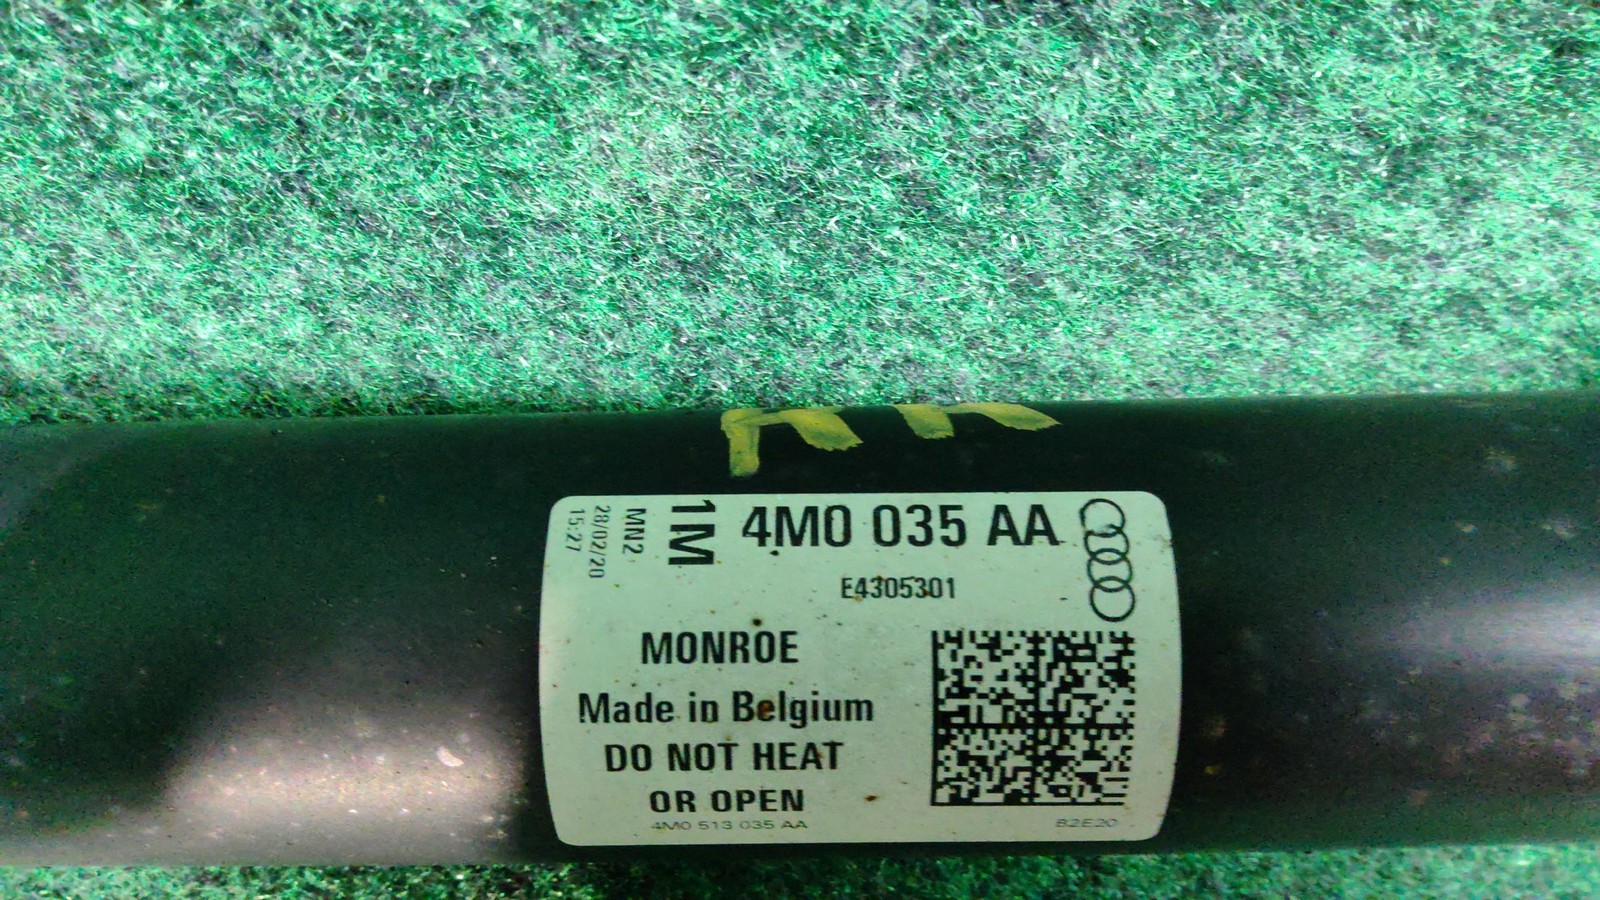 4M0 035 AA
1M
MN2
28/02/20
15:27
E4305301
MONROE
Made in Belgium
DO NOT HEAT
OR OPEN
4M0 513 035 AA
B2E20